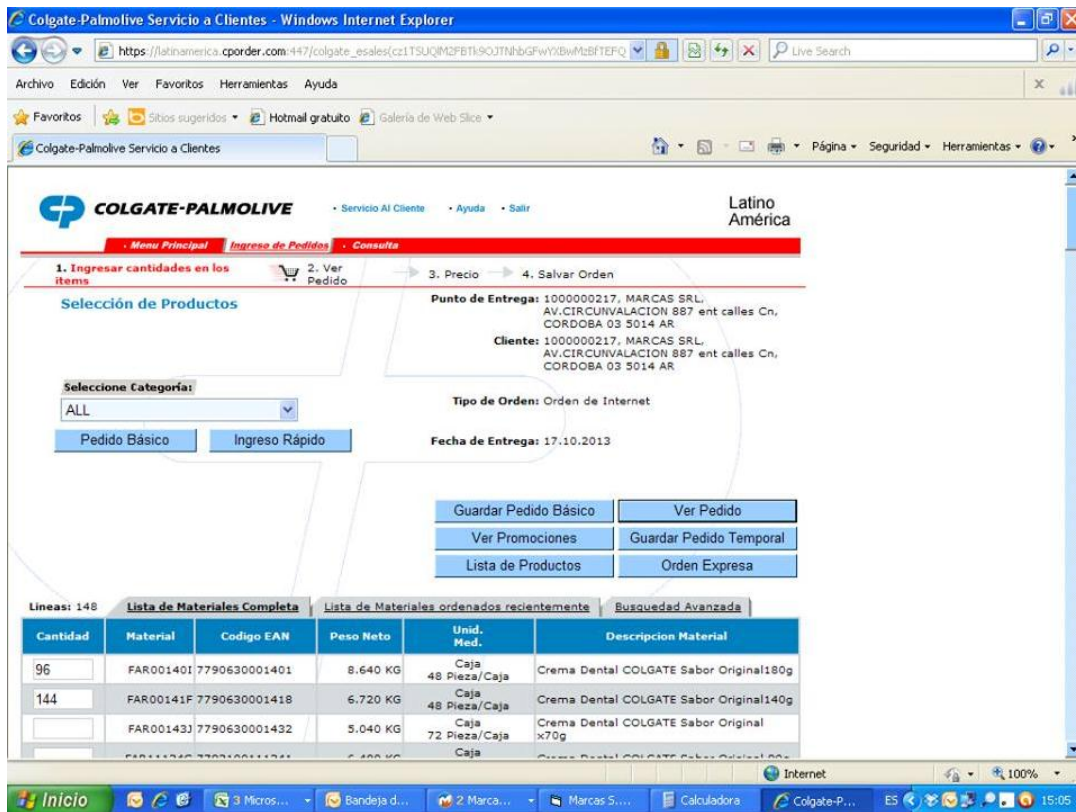 Colgate-Palmolive Servicio a Clientes - Windows Internet Explorer
Live Search
Archivo Edición Ver Favoritos Herramientas Ayuda
Favoritos Sitios sugeridos Hotmail gratuito Galería de Web Slice
Colgate-Palmolive Servicio a Clientes Página Seguridad Herramientas
COLGATE-PALMOLIVE · Servicio Al Cliente · Ayuda · Salir Latino
América
· Menu Principal Ingreso de Pedidos · Consulta
1. Ingresar cantidades en los
items
2. Ver
Pedido
3. Precio
4. Salvar Orden
Selección de Productos
Punto de Entrega: 1000000217, MARCAS SRL,
AV.CIRCUNVALACION 887 ent calles Cn,
CORDOBA 03 5014 AR
Cliente: 1000000217, MARCAS SRL,
AV.CIRCUNVALACION 887 ent calles Cn,
CORDOBA 03 5014 AR
Seleccione Categoría:
ALL
Tipo de Orden: Orden de Internet
Pedido Básico Ingreso Rápido
Fecha de Entrega: 17.10.2013
Guardar Pedido Básico Ver Pedido
Ver Promociones Guardar Pedido Temporal
Lista de Productos Orden Expresa
Lineas: 148 Lista de Materiales Completa Lista de Materiales ordenados recientemente Busquedad Avanzada
Cantidad Material Codigo EAN Peso Neto Unid.
Med. Descripcion Material
96 FAR00140I 7790630001401 8.640 KG Caja
48 Pieza/Caja Crema Dental COLGATE Sabor Original180g
144 FAR00141F 7790630001418 6.720 KG Caja
48 Pieza/Caja Crema Dental COLGATE Sabor Original140g
FAR00143J 7790630001432 5.040 KG Caja
72 Pieza/Caja Crema Dental COLGATE Sabor Original
x70g
Caja
Internet 100%
Inicio 3 Micros... Bandeja d... 2 Marca... Marcas S.... Calculadora Colgate-P... ES 15:05